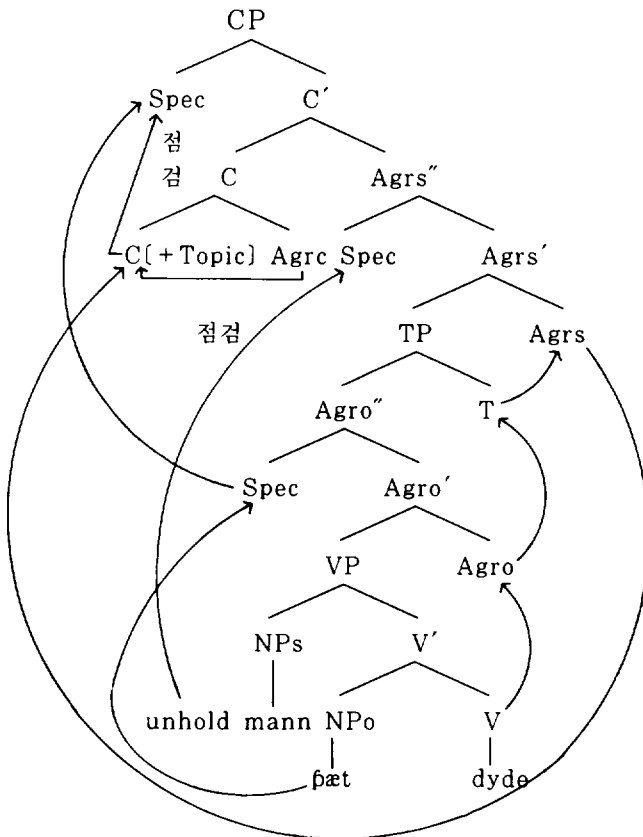 CP
Spec C′
점
검 C Agrs″
C[+Topic] Agrc Spec Agrs′
점검 TP Agrs
Agro″ T
Spec Agro′
VP Agro
NPs V′
unhold mann NPo V
þæt dyde